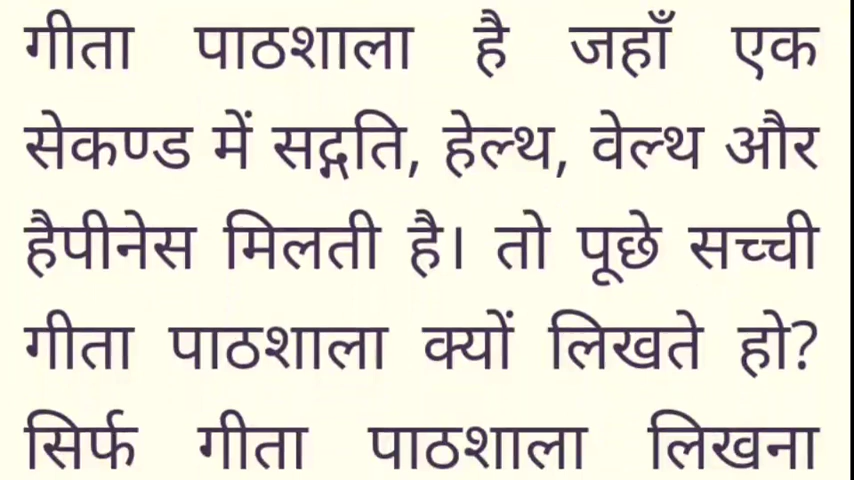 गीता पाठशाला है जहाँ एक
सेकण्ड में सद्गति, हेल्थ, वेल्थ और
हैपीनेस मिलती है। तो पूछे सच्ची
गीता पाठशाला क्यों लिखते हो?
सिर्फ गीता पाठशाला लिखना